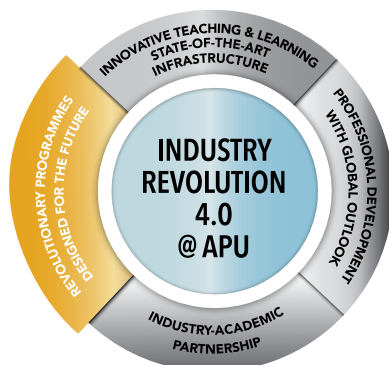 INNOVATIVE TEACHING & LEARNING
STATE-OF-THE-ART
INFRASTRUCTURE
PROFESSIONAL DEVELOPMENT
WITH GLOBAL OUTLOOK
REVOLUTIONARY PROGRAMMES
DESIGNED FOR THE FUTURE
INDUSTRY
REVOLUTION
4.0
@ APU
INDUSTRY-ACADEMIC
PARTNERSHIP